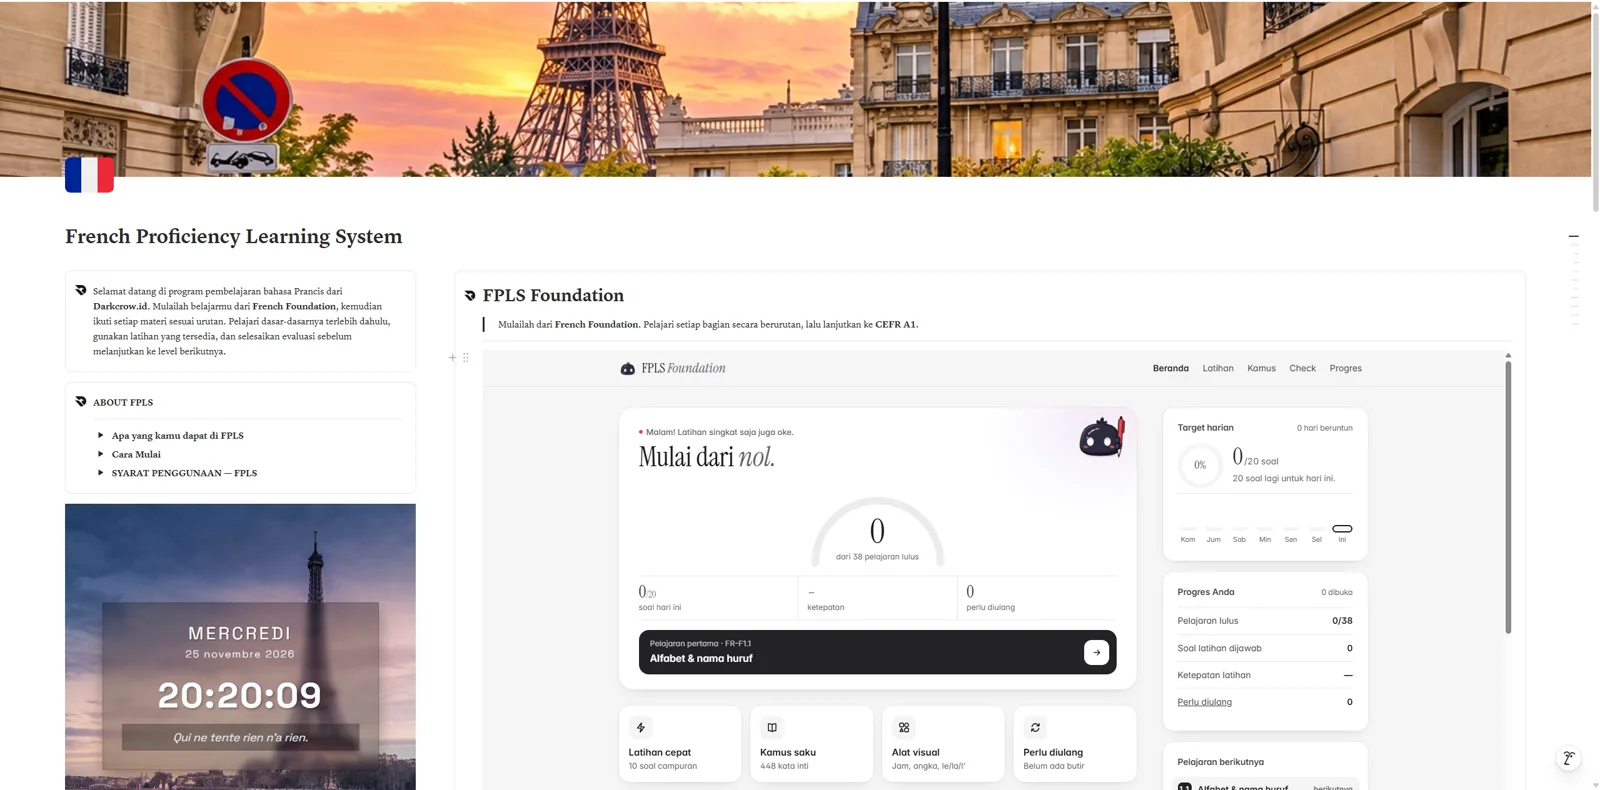 French Proficiency Learning System
Selamat datang di program pembelajaran bahasa Prancis dari
Darkcrow.id. Mulailah belajarmu dari French Foundation, kemudian
ikuti setiap materi sesuai urutan. Pelajari dasar-dasarnya terlebih dahulu,
gunakan latihan yang tersedia, dan selesaikan evaluasi sebelum
melanjutkan ke level berikutnya.
ABOUT FPLS
Apa yang kamu dapat di FPLS
Cara Mulai
SYARAT PENGGUNAAN — FPLS
MERCREDI
25 novembre 2026
20:20:09
Qui ne tente rien n'a rien.
FPLS Foundation
Mulailah dari French Foundation. Pelajari setiap bagian secara berurutan, lalu lanjutkan ke CEFR A1.
FPLS Foundation
Beranda Latihan Kamus Check Progres
Malam! Latihan singkat saja juga oke.
Mulai dari nol.
0
dari 38 pelajaran lulus
0/20
soal hari ini
–
ketepatan
0
perlu diulang
Pelajaran pertama · FR-F1.1
Alfabet & nama huruf
Latihan cepat
10 soal campuran
Kamus saku
448 kata inti
Alat visual
Jam, angka, le/la/l'
Perlu diulang
Belum ada butir
Target harian 0 hari beruntun
0%
0/20 soal
20 soal lagi untuk hari ini.
Kam Jum Sab Min Sen Sel Ini
Progres Anda 0 dibuka
Pelajaran lulus 0/38
Soal latihan dijawab 0
Ketepatan latihan —
Perlu diulang 0
Pelajaran berikutnya
1.1 Alfabet & nama huruf berikutnya